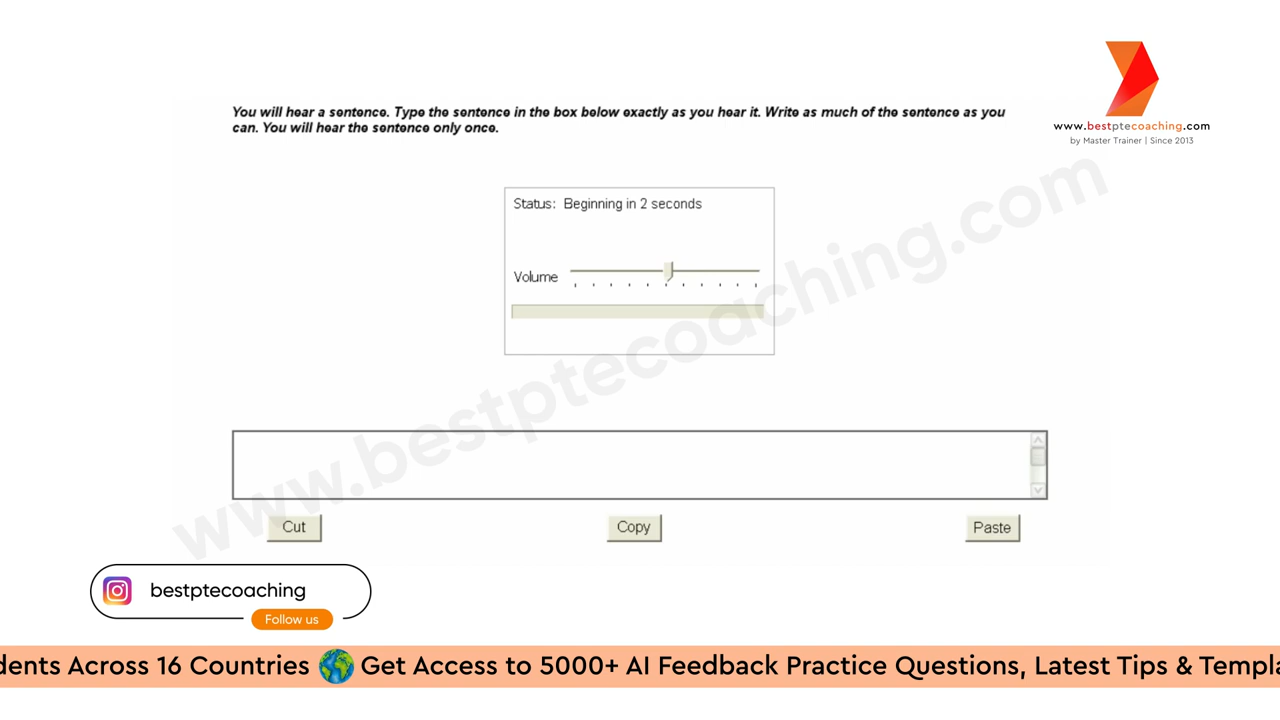 You will hear a sentence. Type the sentence in the box below exactly as you hear it. Write as much of the sentence as you
can. You will hear the sentence only once.
www.bestptecoaching.com
by Master Trainer | Since 2013
Status: Beginning in 2 seconds
Volume
www.bestptecoaching.com
Cut
Copy
Paste
bestptecoaching
Follow us
dents Across 16 Countries 🌍 Get Access to 5000+ AI Feedback Practice Questions, Latest Tips & Templa